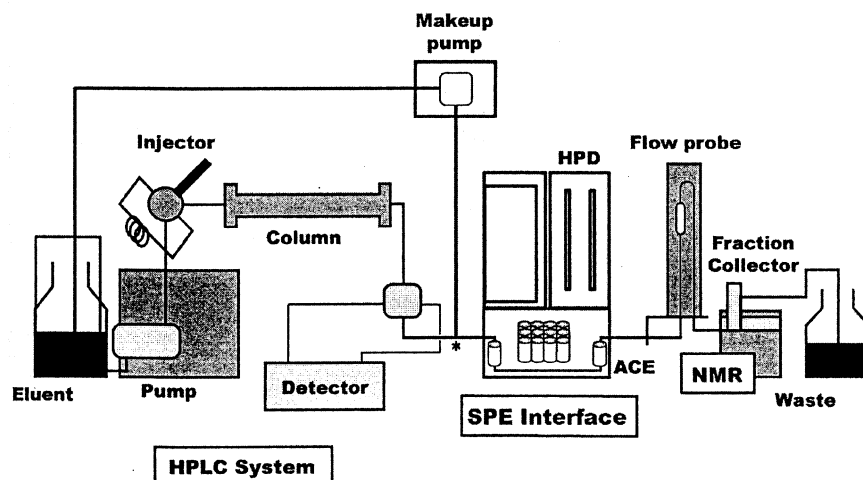 Makeup
pump
Injector
HPD
Flow probe
Column
Fraction
Collector
*
ACE
Eluent
Pump
Detector
NMR
Waste
SPE Interface
HPLC System